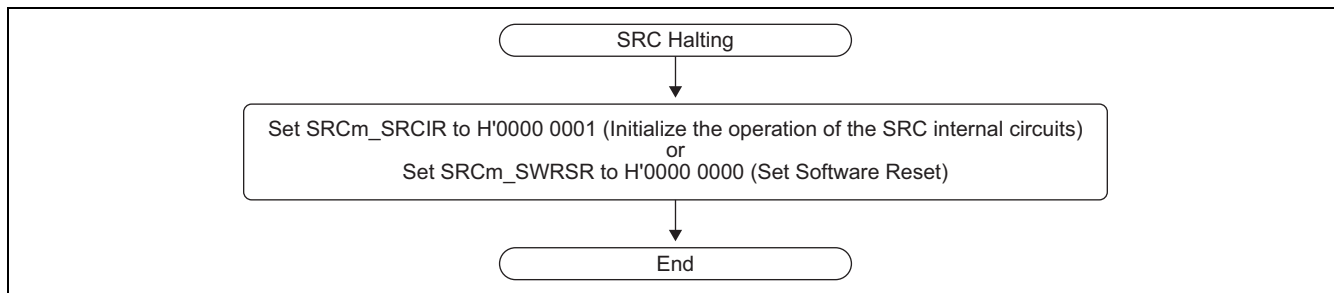 SRC Halting
Set SRCm_SRCIR to H'0000 0001 (Initialize the operation of the SRC internal circuits)
or
Set SRCm_SWRSR to H'0000 0000 (Set Software Reset)
End